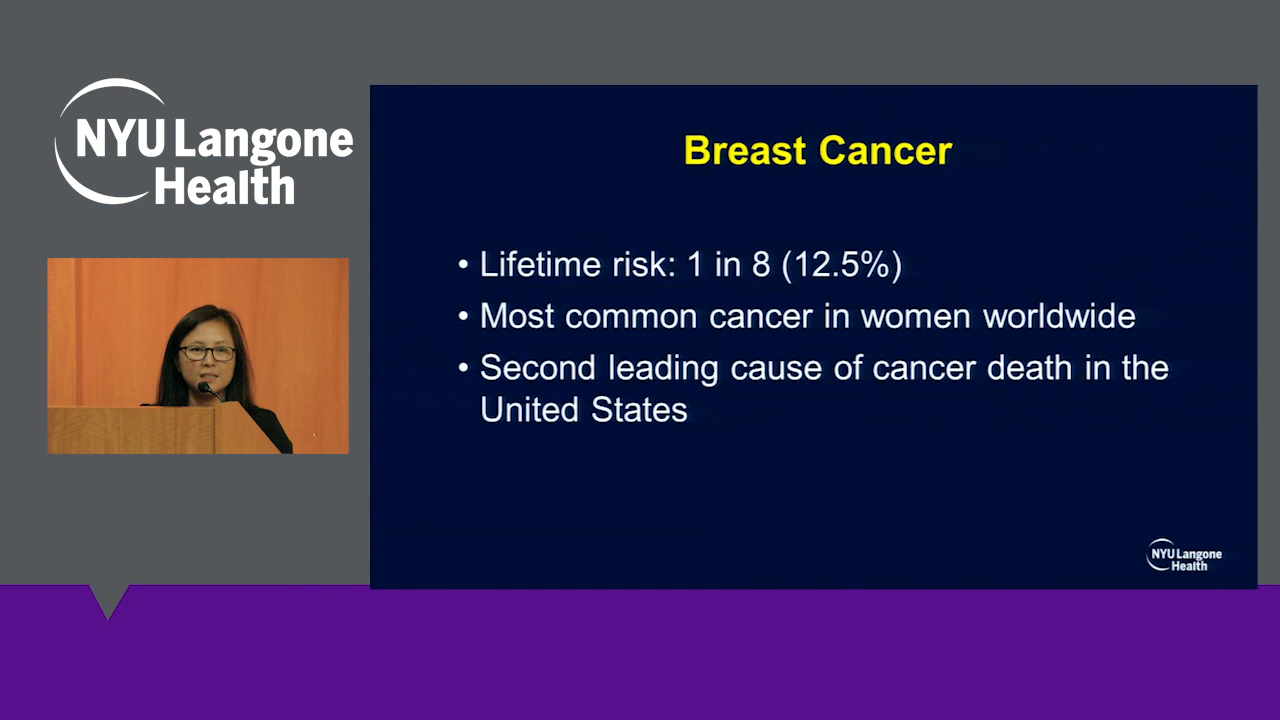 NYU Langone
Health
Breast Cancer
• Lifetime risk: 1 in 8 (12.5%)
• Most common cancer in women worldwide
• Second leading cause of cancer death in the
United States
NYU Langone
Health